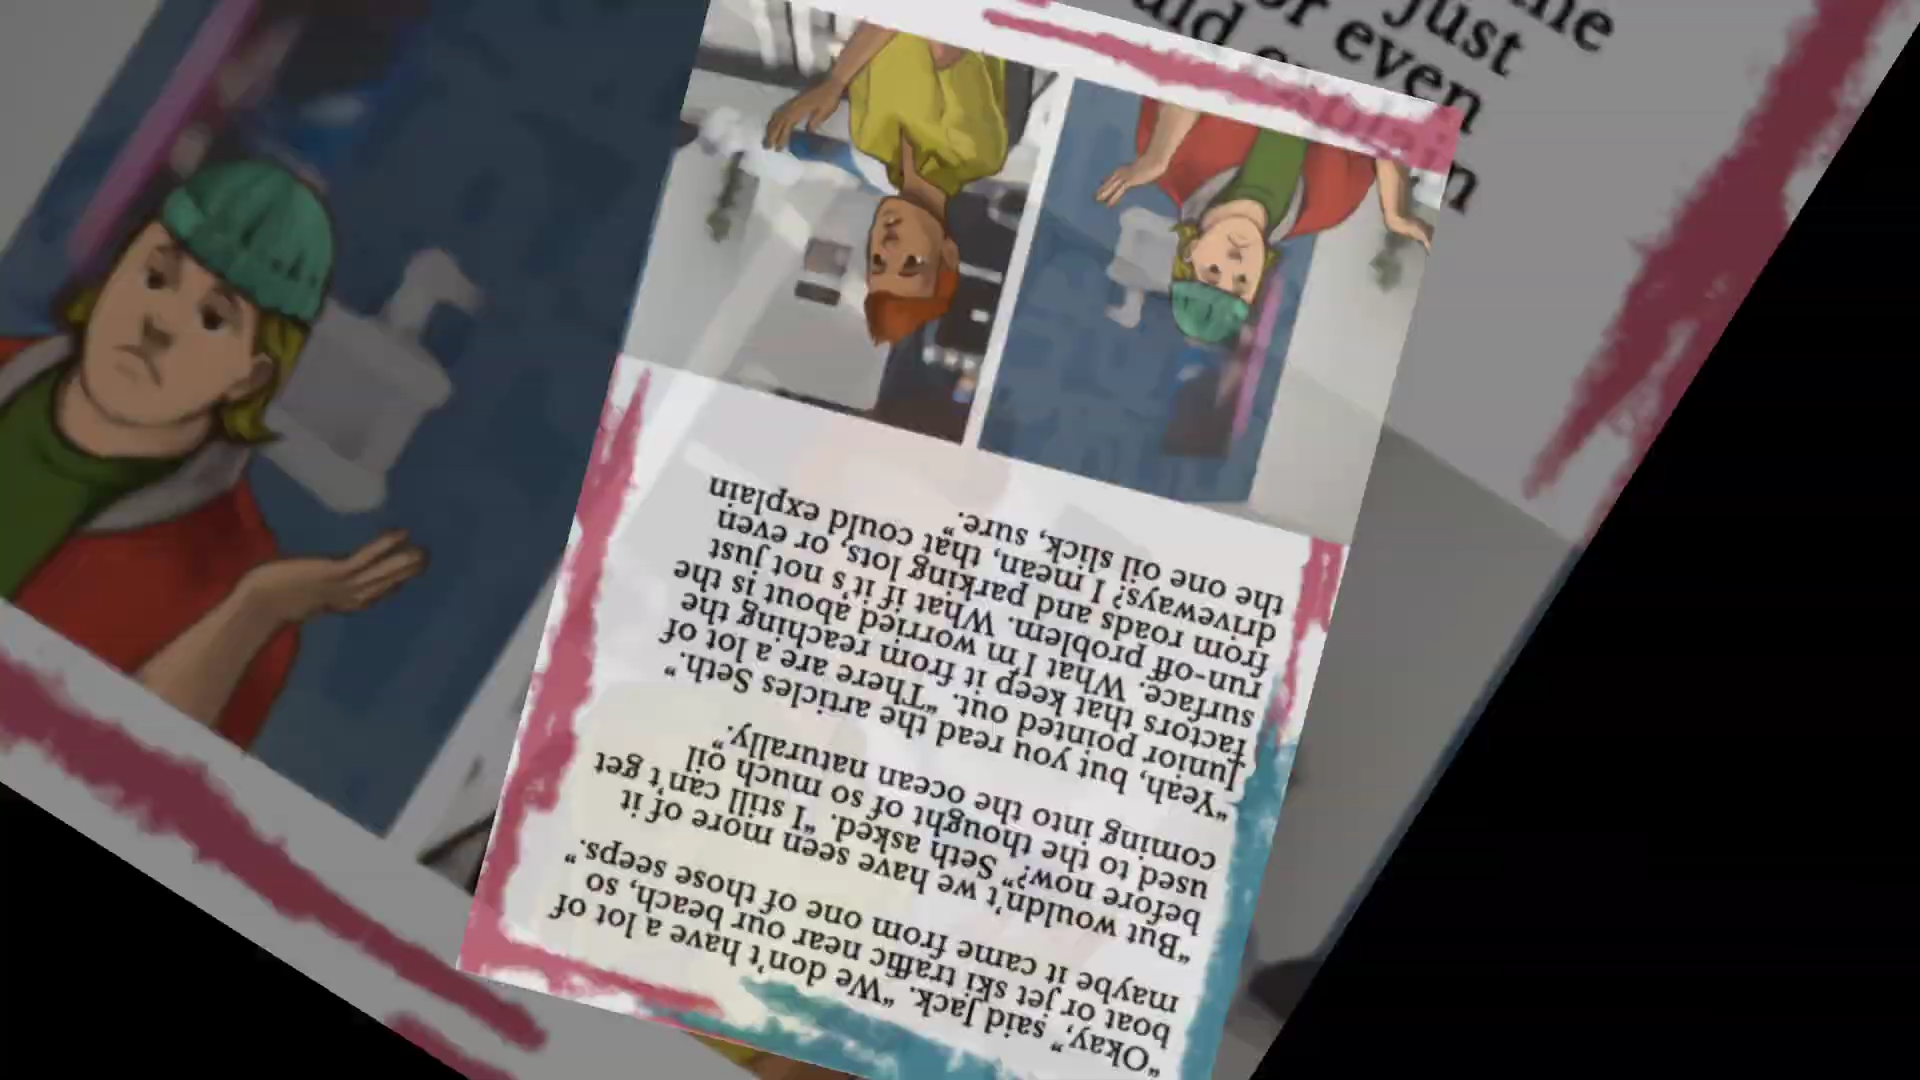 "Okay," said Jack. "We don't have a lot of
boat or jet ski traffic near our beach, so
maybe it came from one of those seeps."
"But wouldn't we have seen more of it
before now?" Seth asked. "I still can't get
used to the thought of so much oil
coming into the ocean naturally."
"Yeah, but you read the articles Seth."
Junior pointed out. "There are a lot of
factors that keep it from reaching the
surface. What I'm worried about is the
run-off problem. What if it's not just
from roads and parking lots, or even
driveways? I mean, that could explain
the one oil slick, sure."
just
or even